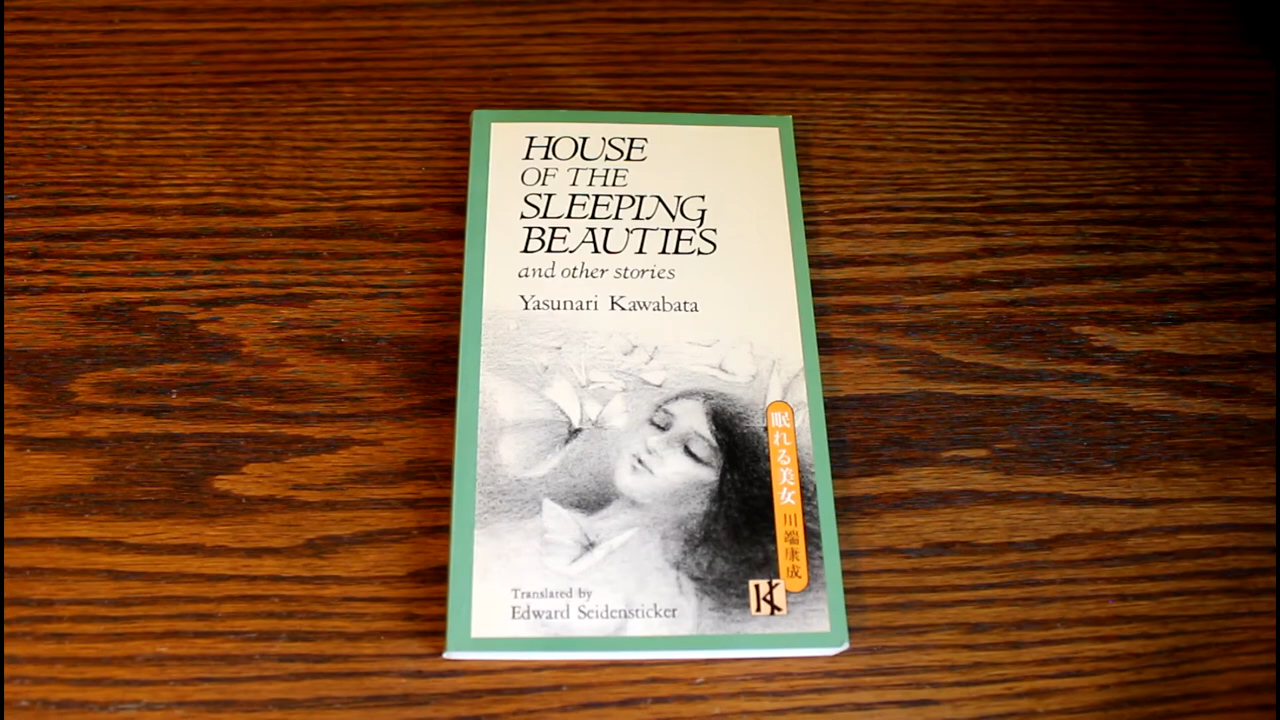 HOUSE
OF THE
SLEEPING
BEAUTIES
and other stories
Yasunari Kawabata
眠れる美女 川端康成
Translated by
Edward Seidensticker
K